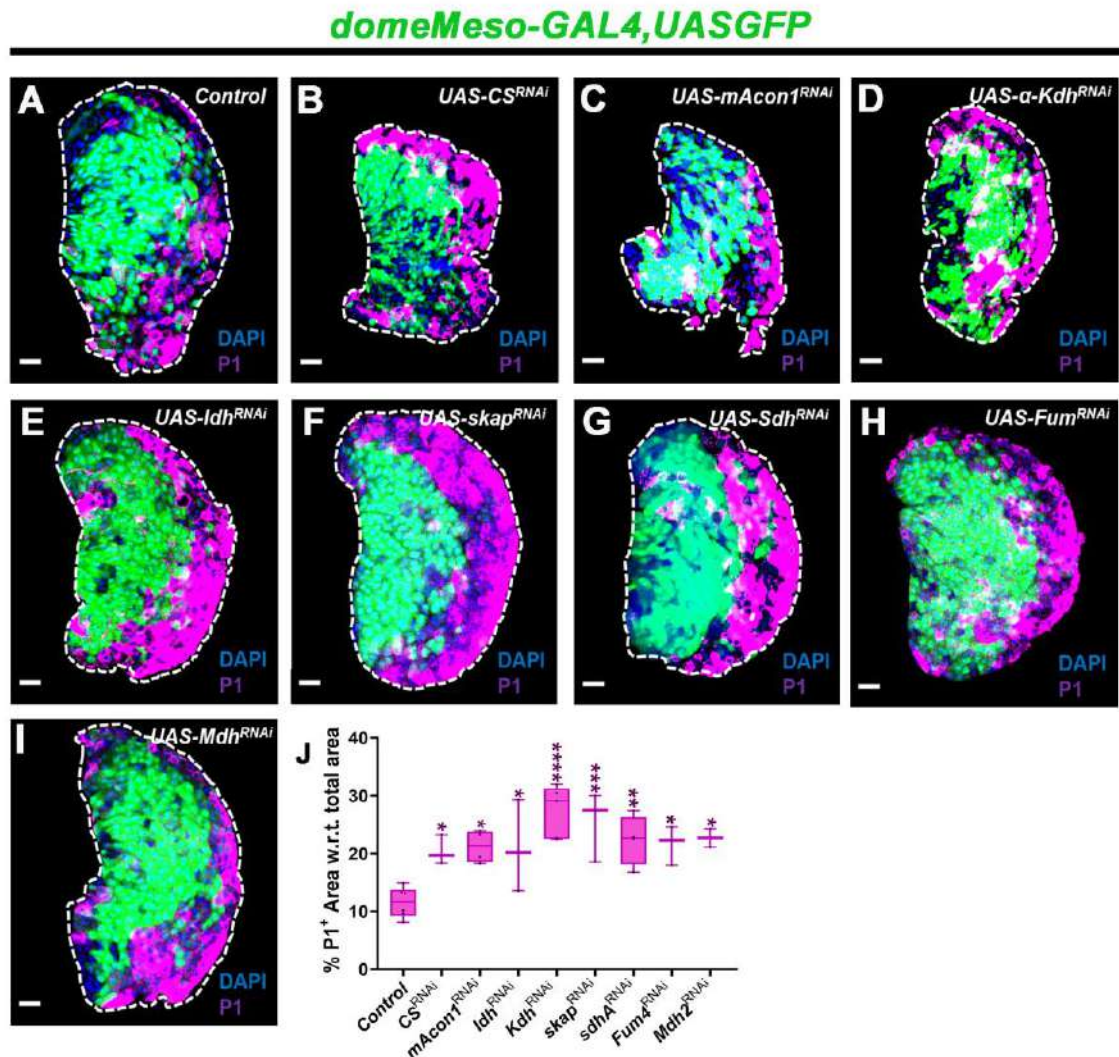 domeMeso-GAL4,UASGFP
A
Control
DAPI
P1
B
UAS-CS^RNAi
DAPI
P1
C
UAS-mAcon1^RNAi
DAPI
P1
D
UAS-α-Kdh^RNAi
DAPI
P1
E
UAS-Idh^RNAi
DAPI
P1
F
UAS-skap^RNAi
DAPI
P1
G
UAS-Sdh^RNAi
DAPI
P1
H
UAS-Fum^RNAi
DAPI
P1
I
UAS-Mdh^RNAi
DAPI
P1
J
% P1⁺ Area w.r.t. total area
40
30
20
10
0
*
*
*
****
***
**
*
*
Control
CS^RNAi
mAcon1^RNAi
Idh^RNAi
Kdh^RNAi
skap^RNAi
sdhA^RNAi
Fum4^RNAi
Mdh2^RNAi